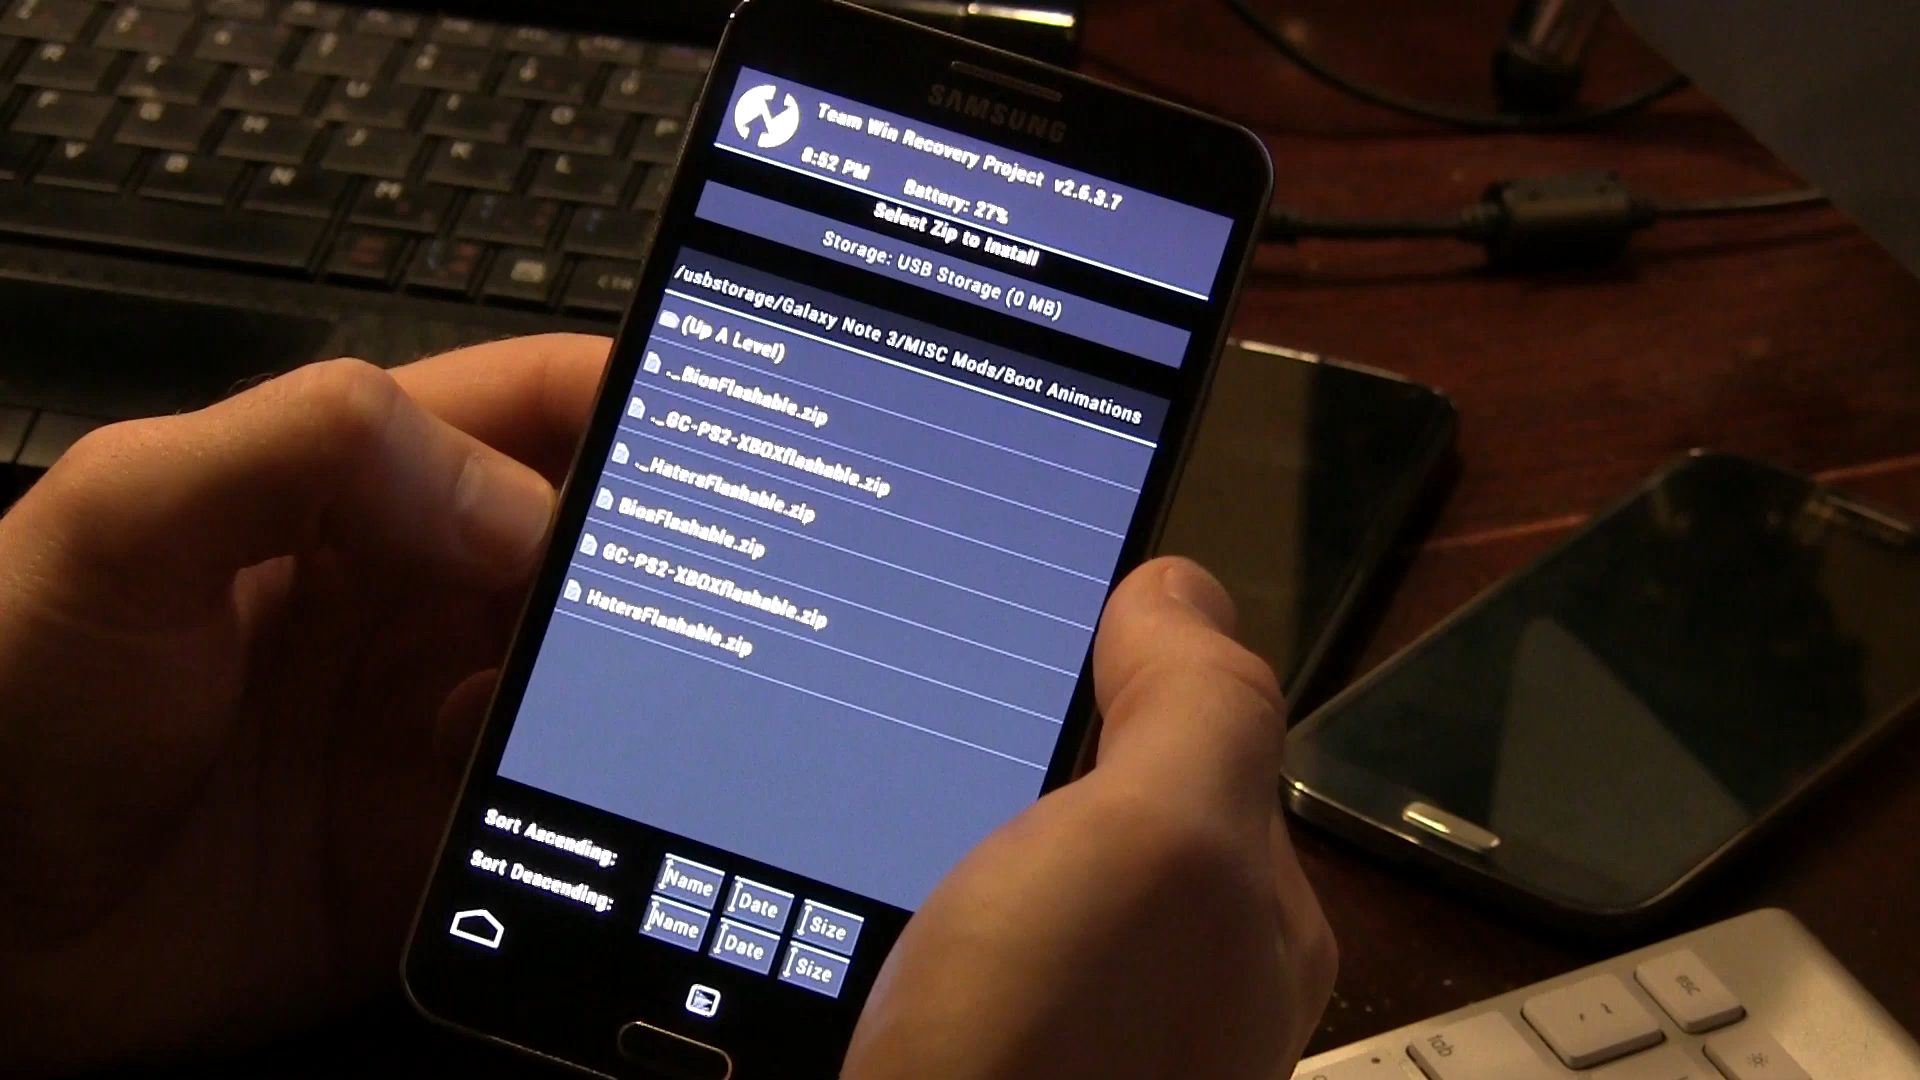 SAMSUNG
Team Win Recovery Project v2.6.3.7
8:52 PM Battery: 27%
Select Zip to Install
Storage: USB Storage (0 MB)
/usbstorage/Galaxy Note 3/MISC Mods/Boot Animations
(Up A Level)
._BiosFlashable.zip
._GC-PS2-XBOXflashable.zip
._HatersFlashable.zip
BiosFlashable.zip
GC-PS2-XBOXflashable.zip
HatersFlashable.zip
Sort Ascending: Name Date Size
Sort Descending: Name Date Size
F G H J K L
V B N M
esc
tab